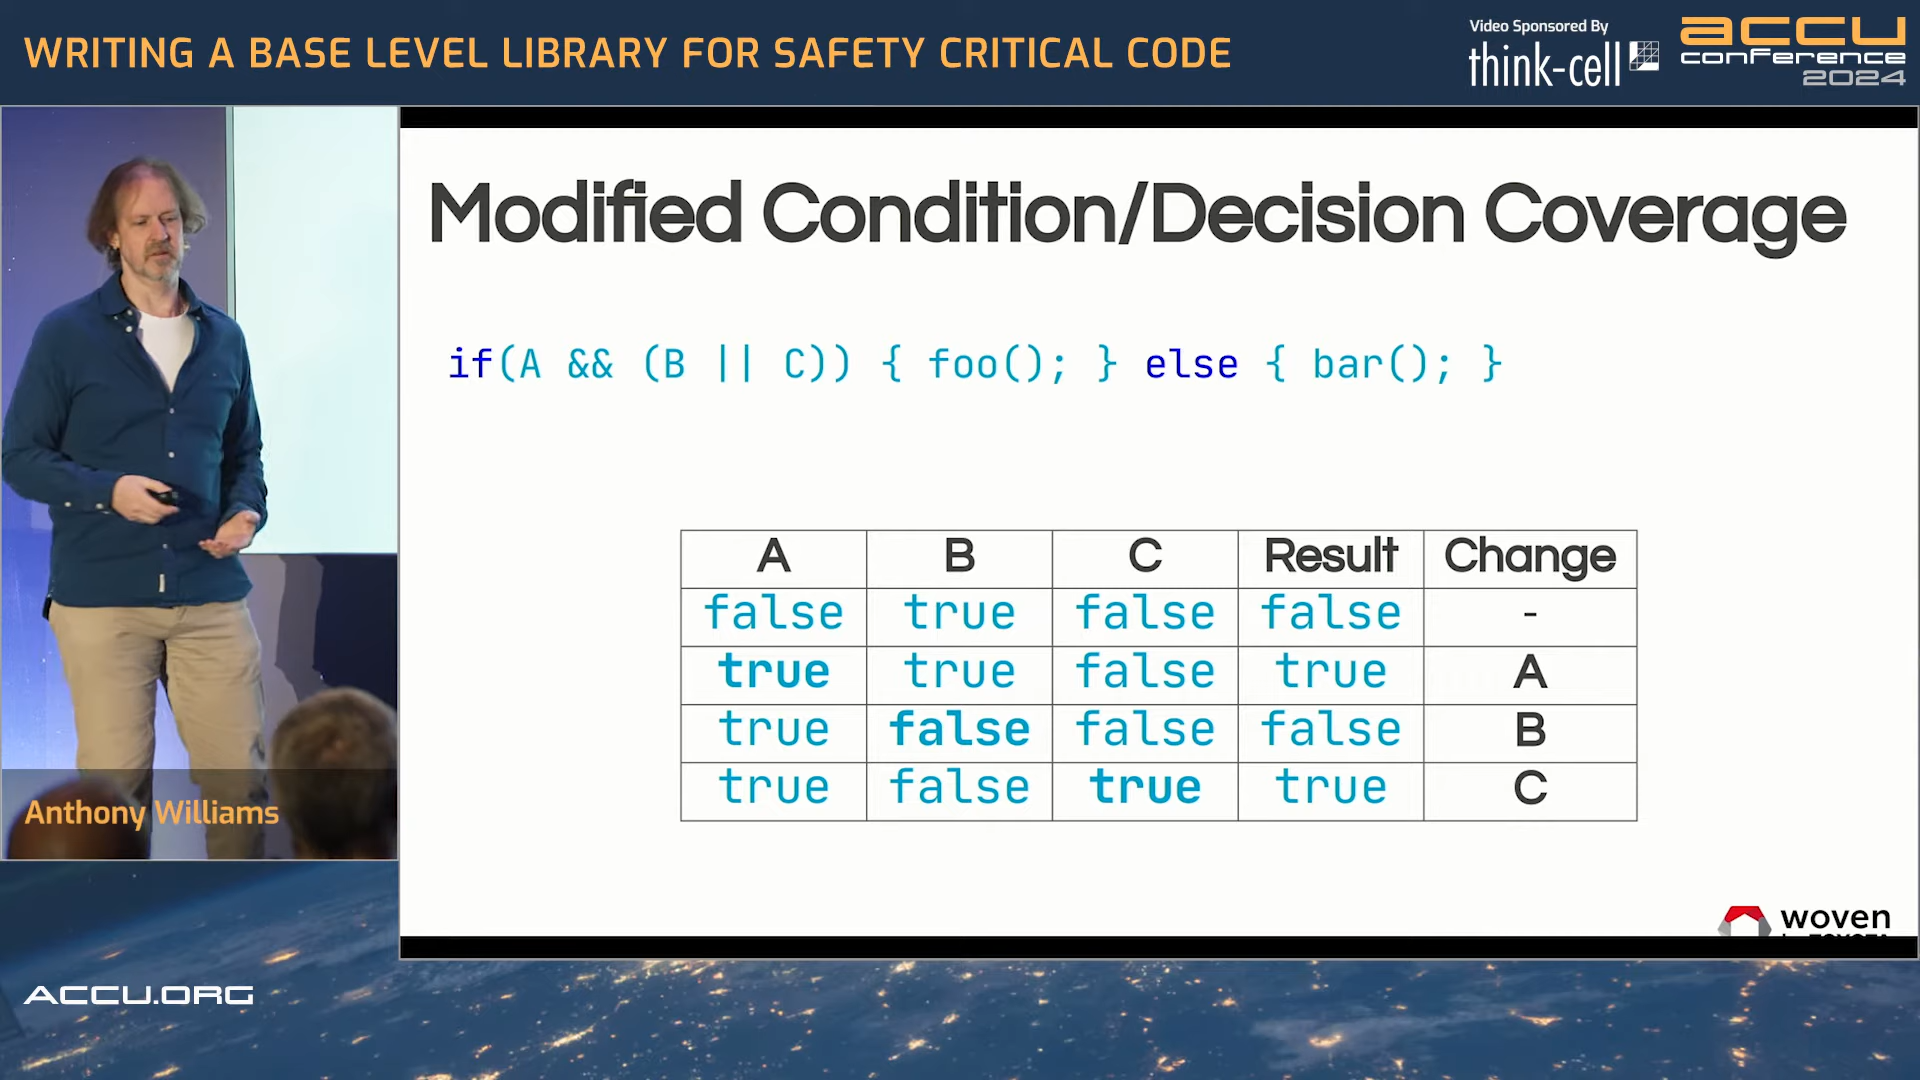 WRITING A BASE LEVEL LIBRARY FOR SAFETY CRITICAL CODE
Video Sponsored By
think-cell
accu
conference
2024
Modified Condition/Decision Coverage
if(A && (B || C)) { foo(); } else { bar(); }
A B C Result Change
false true false false -
true true false true A
true false false false B
true false true true C
Anthony Williams
woven
ACCU.ORG